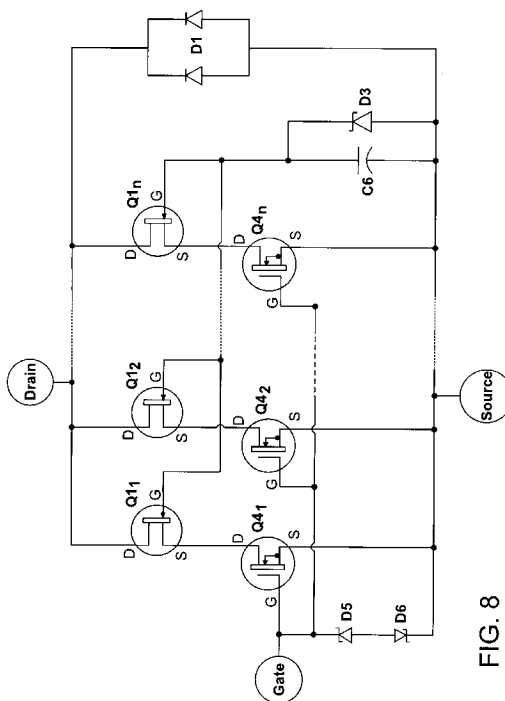 Drain
D1
Q11
Q12
Q1n
D
D
D
G
G
G
S
S
S
D3
C6
Q41
Q42
Q4n
D
D
D
G
G
G
S
S
S
Gate
D5
D6
Source
FIG. 8